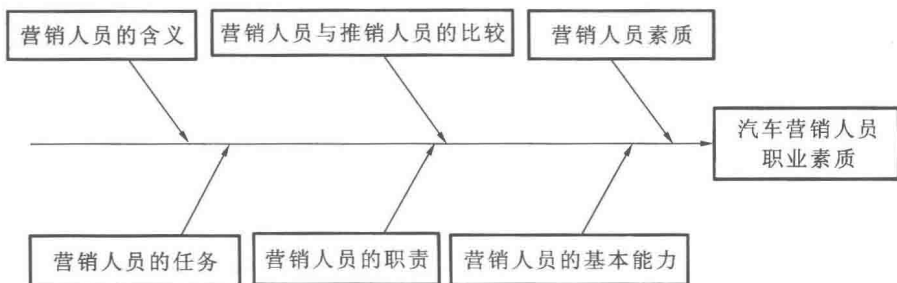 营销人员的含义
营销人员与推销人员的比较
营销人员素质
汽车营销人员
职业素质
营销人员的任务
营销人员的职责
营销人员的基本能力